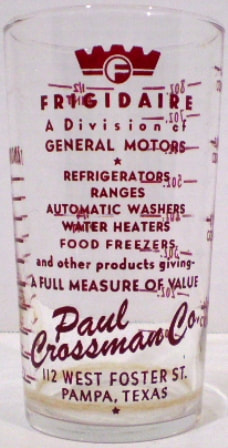 F
FRIGIDAIRE
A Division of
GENERAL MOTORS
REFRIGERATORS
RANGES
AUTOMATIC WASHERS
WATER HEATERS
FOOD FREEZERS
and other products giving-
A FULL MEASURE OF VALUE
Paul
Crossman Co.
112 WEST FOSTER ST.
PAMPA, TEXAS